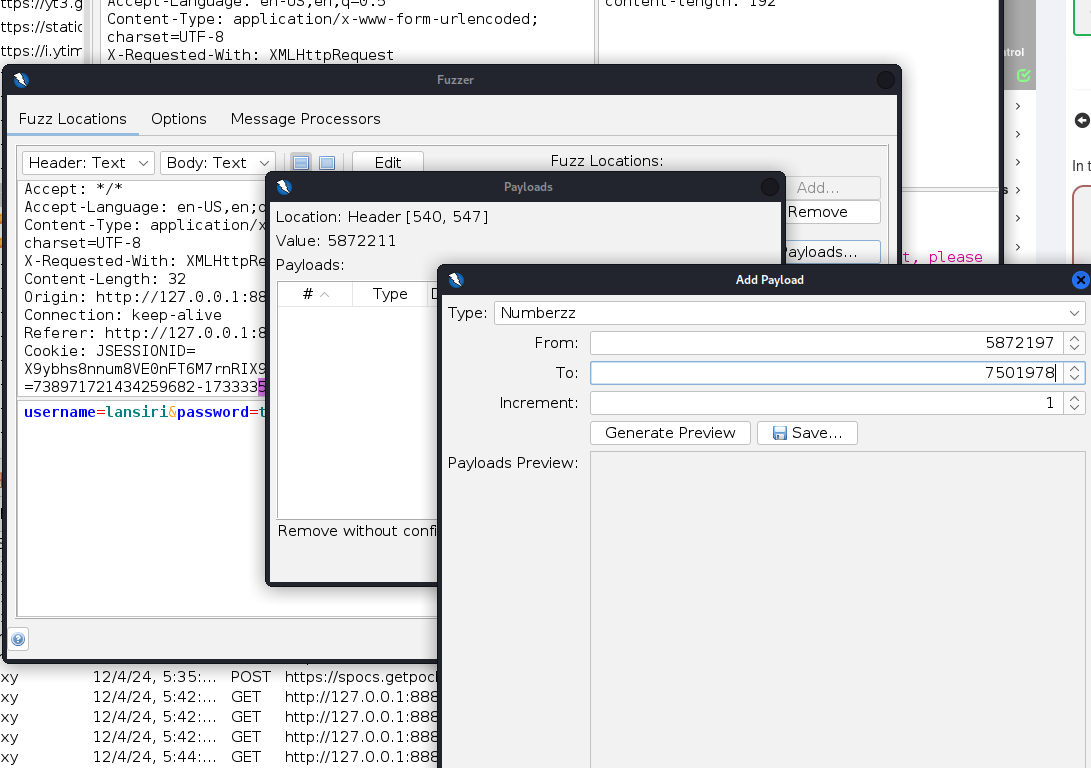 ttps://yt3.g
ttps://static
ttps://i.ytim
Accept-Language: en-US,en;q=0.5
Content-Type: application/x-www-form-urlencoded;
charset=UTF-8
X-Requested-With: XMLHttpRequest
content-length: 192
ntrol
In t
Fuzzer
Fuzz Locations Options Message Processors
Header: Text Body: Text Edit Fuzz Locations:
Accept: */*
Accept-Language: en-US,en;q
Content-Type: application/x
charset=UTF-8
X-Requested-With: XMLHttpRe
Content-Length: 32
Origin: http://127.0.0.1:88
Connection: keep-alive
Referer: http://127.0.0.1:8
Cookie: JSESSIONID=
X9ybhs8nnum8VE0nFT6M7rnRIX9
=738971721434259682-1733335
username=lansiri&password=t
Add...
Remove
Payloads...
t, please
Payloads
Location: Header [540, 547]
Value: 5872211
Payloads:
# Type D
Remove without confi
Add Payload
Type: Numberzz
From: 5872197
To: 7501978
Increment: 1
Generate Preview Save...
Payloads Preview:
xy 12/4/24, 5:35:... POST https://spocs.getpock
xy 12/4/24, 5:42:... GET http://127.0.0.1:888
xy 12/4/24, 5:42:... GET http://127.0.0.1:888
xy 12/4/24, 5:42:... GET http://127.0.0.1:888
xy 12/4/24, 5:44:... GET http://127.0.0.1:888